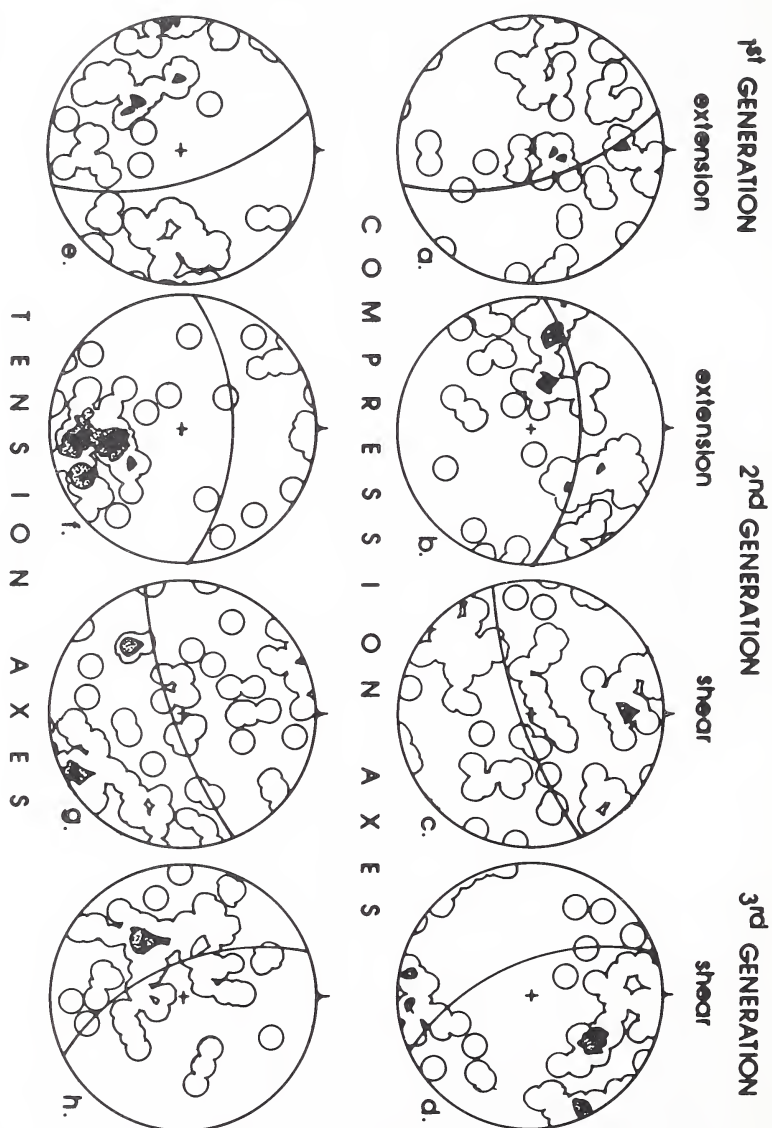 1st GENERATION
2nd GENERATION
3rd GENERATION
extension
extension
shear
shear
a.
b.
c.
d.
COMPRESSION AXES
e.
f.
g.
h.
TENSION AXES